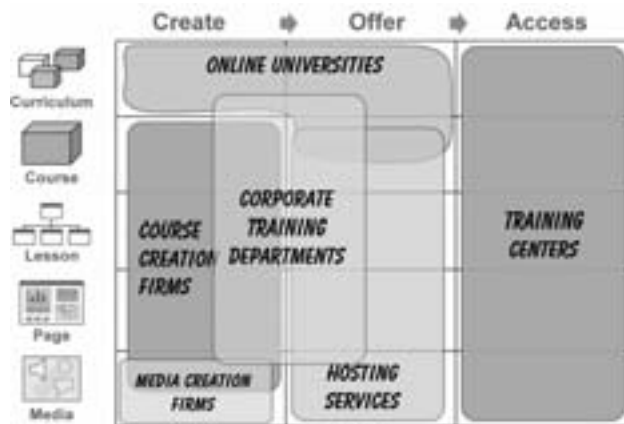 Create
Offer
Access
Curriculum
ONLINE UNIVERSITIES
Course
Lesson
COURSE
CREATION
FIRMS
CORPORATE
TRAINING
DEPARTMENTS
TRAINING
CENTERS
Page
Media
MEDIA CREATION
FIRMS
HOSTING
SERVICES